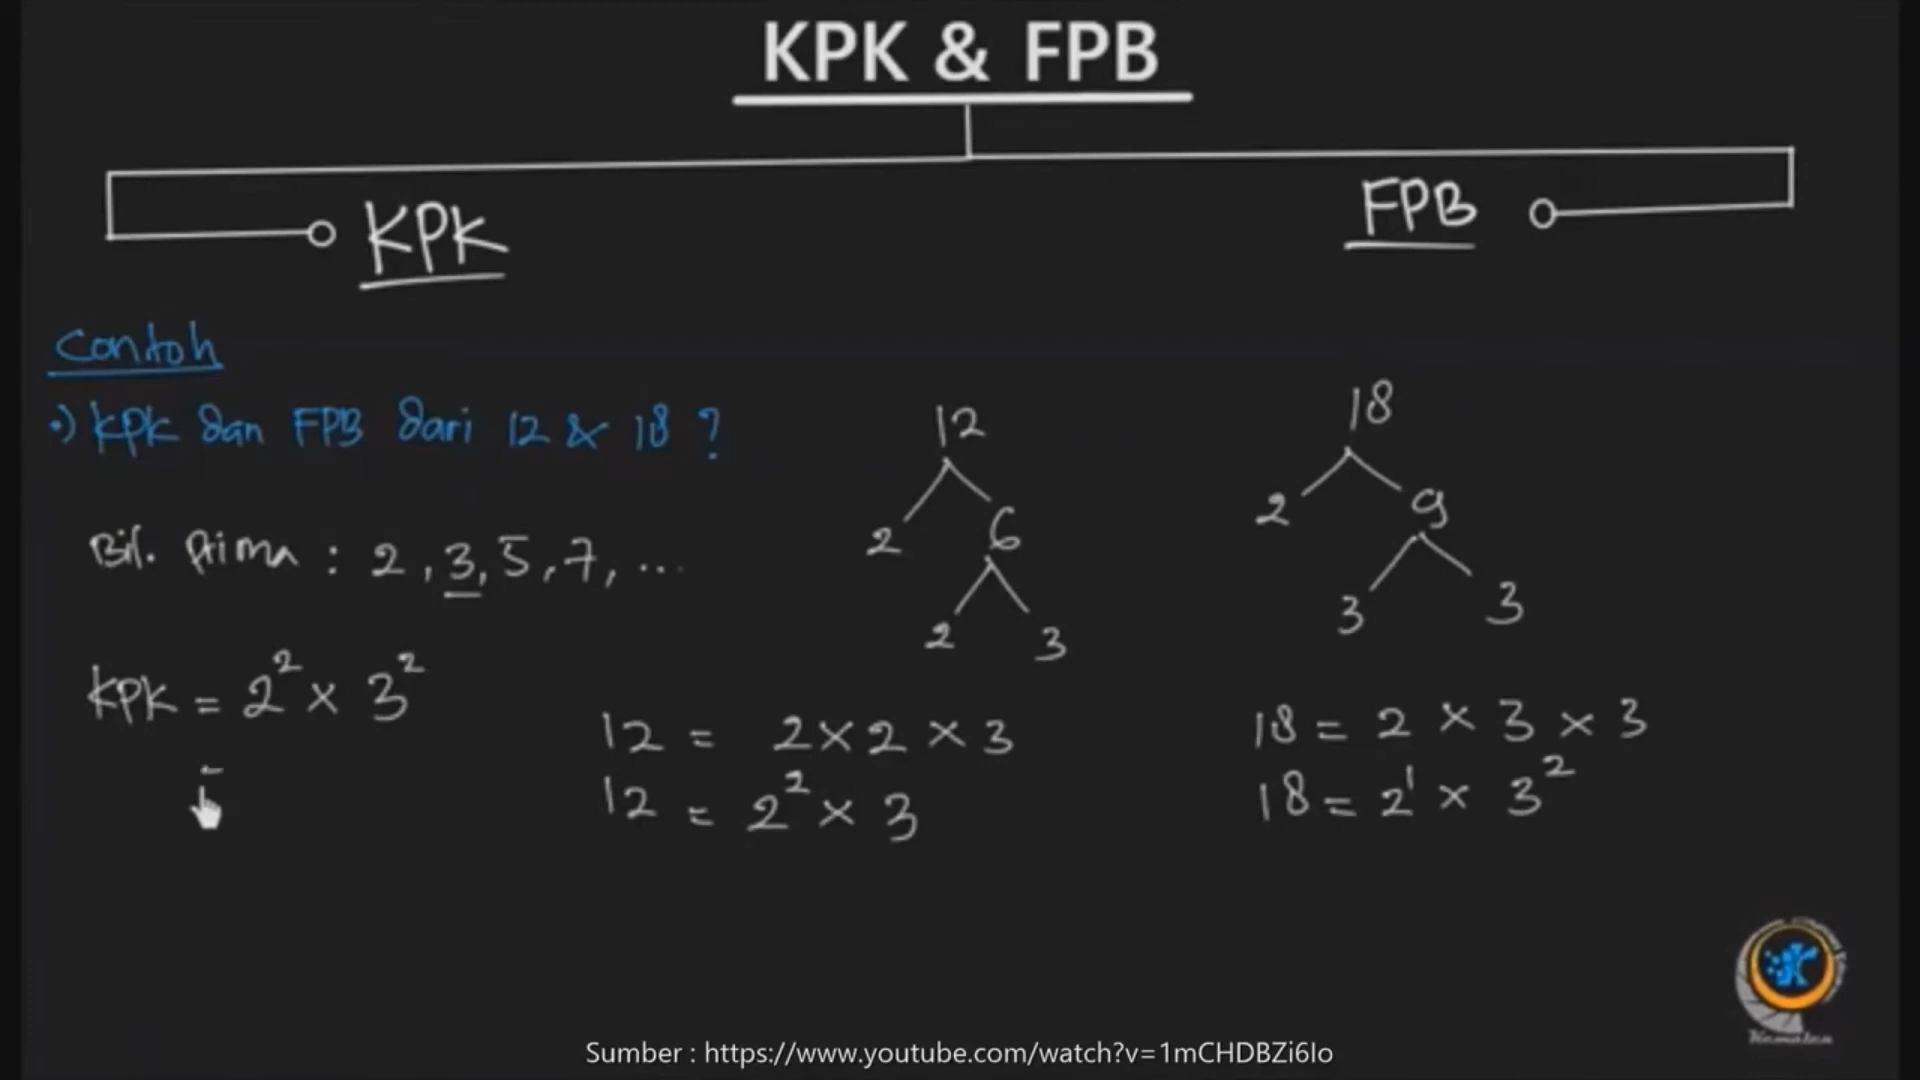 KPK & FPB
KPK
FPB
Contoh
•) KPK dan FPB dari 12 & 18 ?
12
2 6
2 3
18
2 9
3 3
Bil. Prima : 2, 3, 5, 7, ...
KPK = 2² × 3²
=
12 = 2 × 2 × 3
12 = 2² × 3
18 = 2 × 3 × 3
18 = 2¹ × 3²
Sumber : https://www.youtube.com/watch?v=1mCHDBZi6Io